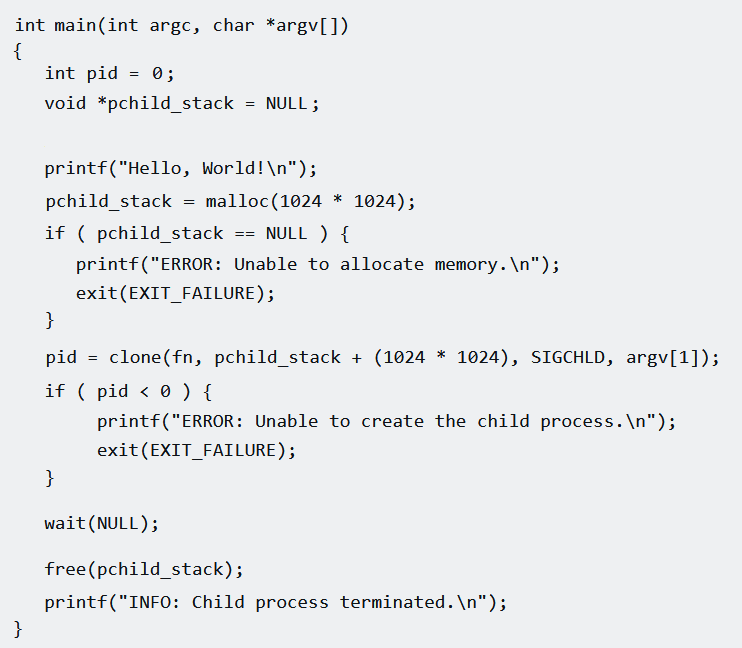 int main(int argc, char *argv[])
{
int pid = 0;
void *pchild_stack = NULL;
printf("Hello, World!\n");
pchild_stack = malloc(1024 * 1024);
if ( pchild_stack == NULL ) {
printf("ERROR: Unable to allocate memory.\n");
exit(EXIT_FAILURE);
}
pid = clone(fn, pchild_stack + (1024 * 1024), SIGCHLD, argv[1]);
if ( pid < 0 ) {
printf("ERROR: Unable to create the child process.\n");
exit(EXIT_FAILURE);
}
wait(NULL);
free(pchild_stack);
printf("INFO: Child process terminated.\n");
}